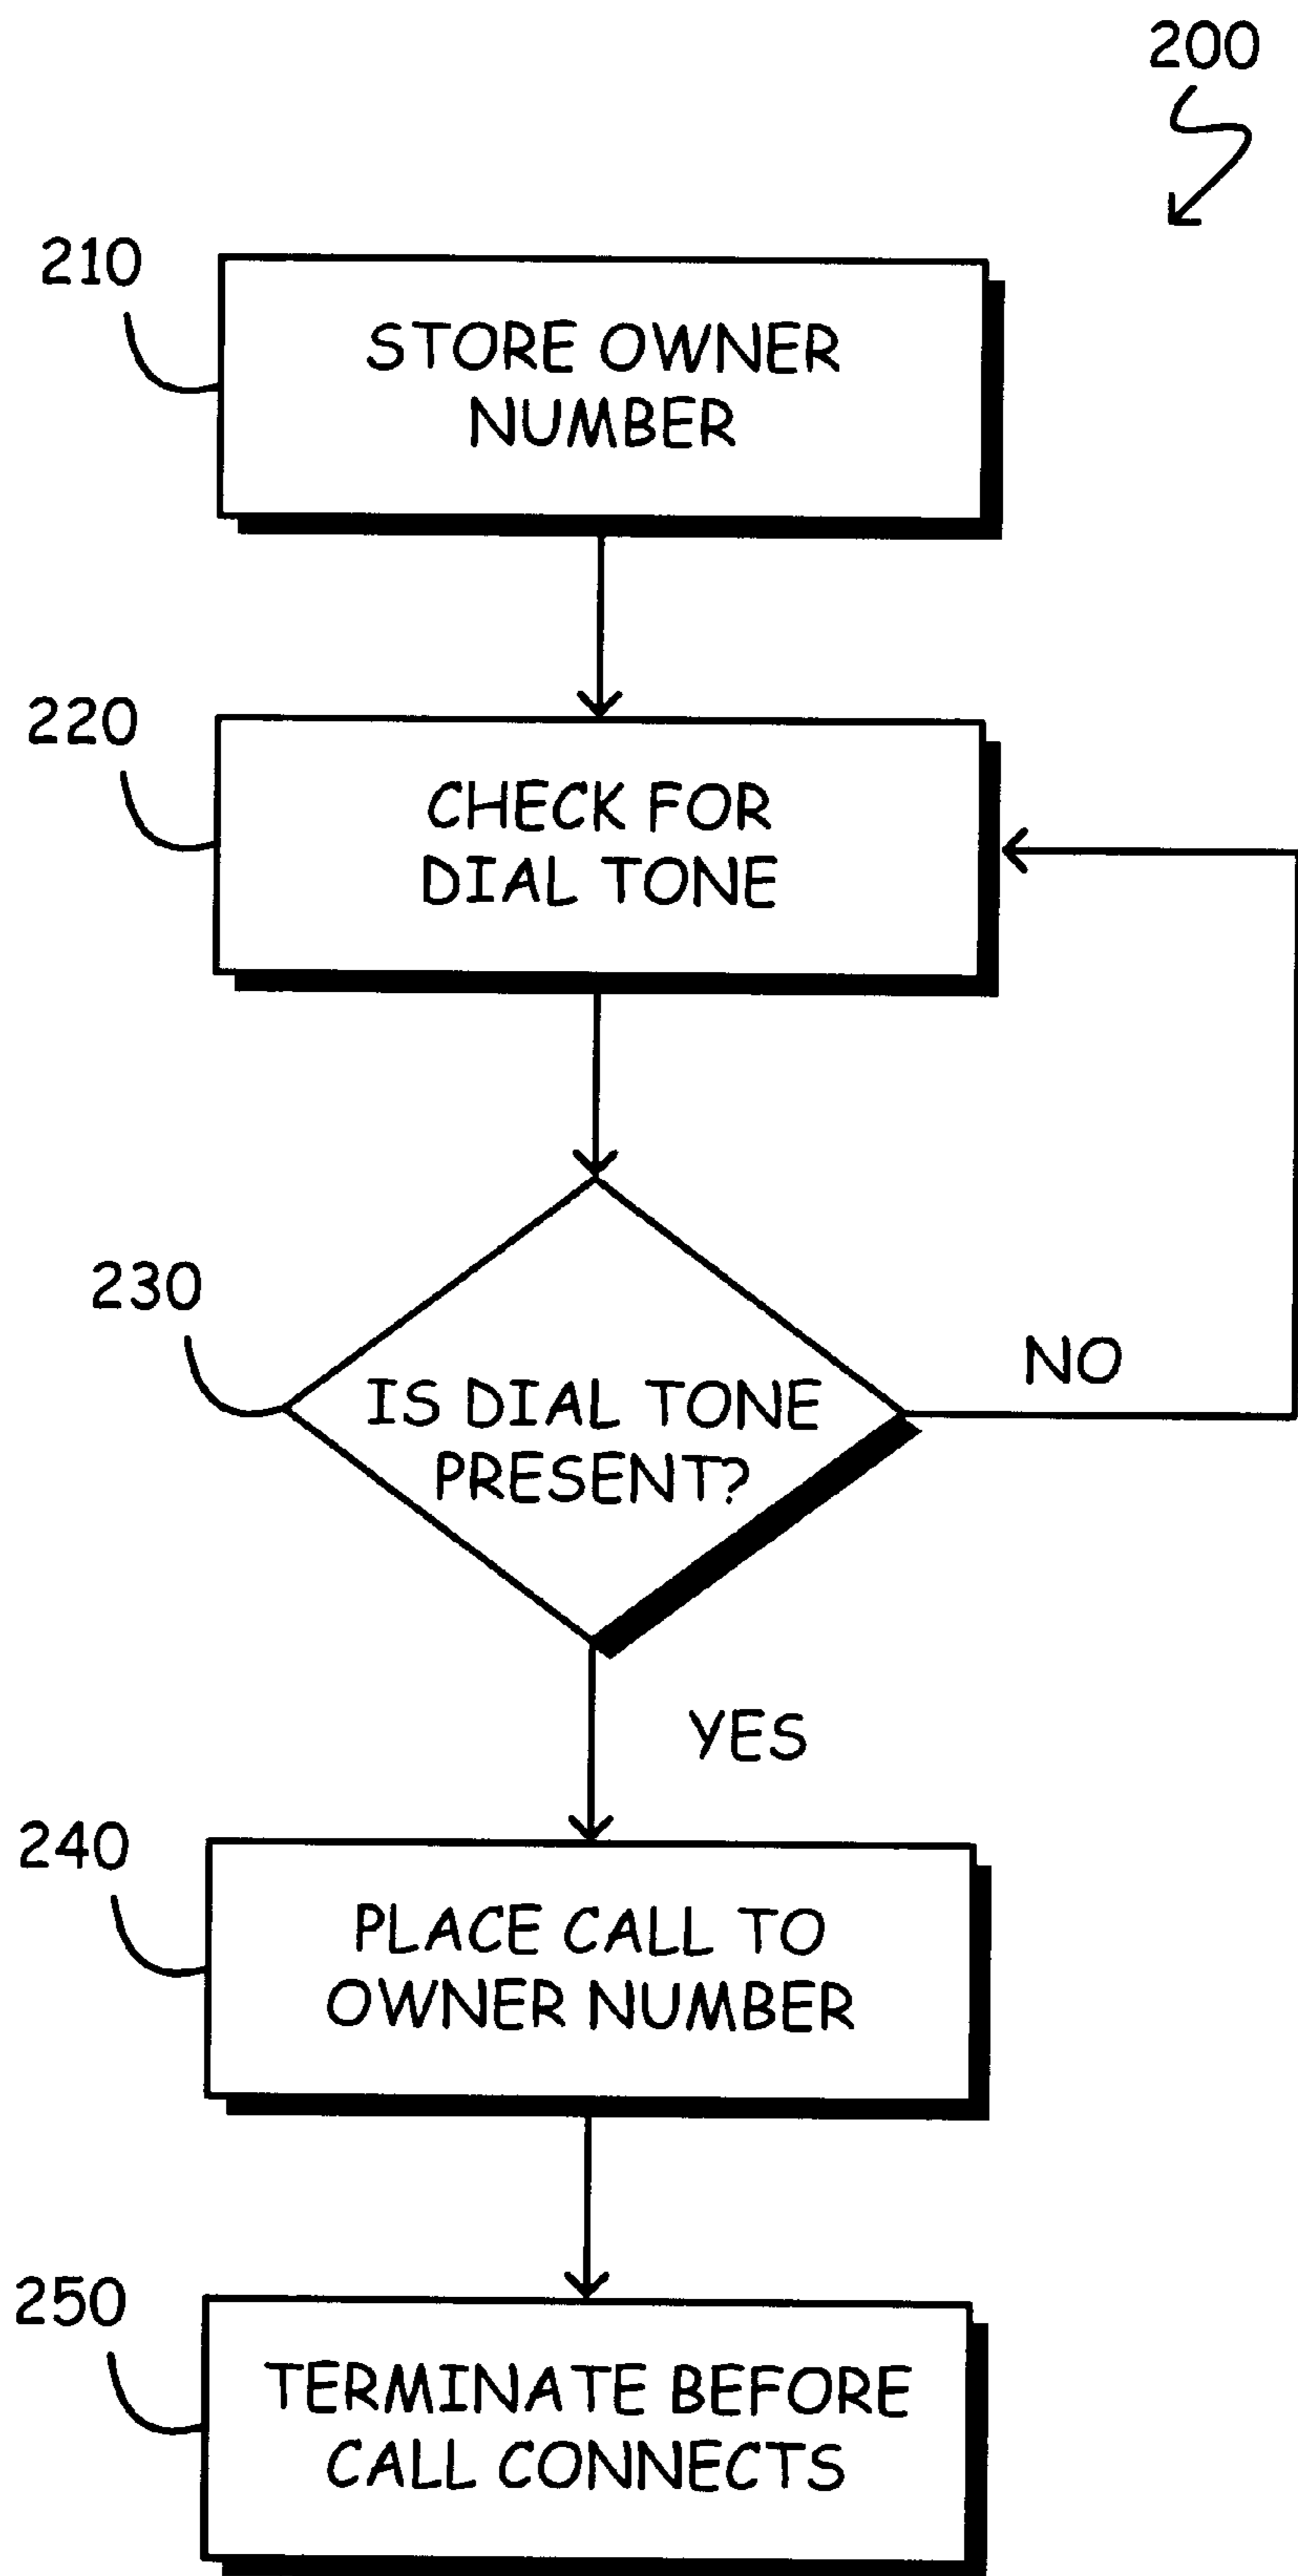 200
210
STORE OWNER
NUMBER
220
CHECK FOR
DIAL TONE
230
IS DIAL TONE
PRESENT?
NO
YES
240
PLACE CALL TO
OWNER NUMBER
250
TERMINATE BEFORE
CALL CONNECTS